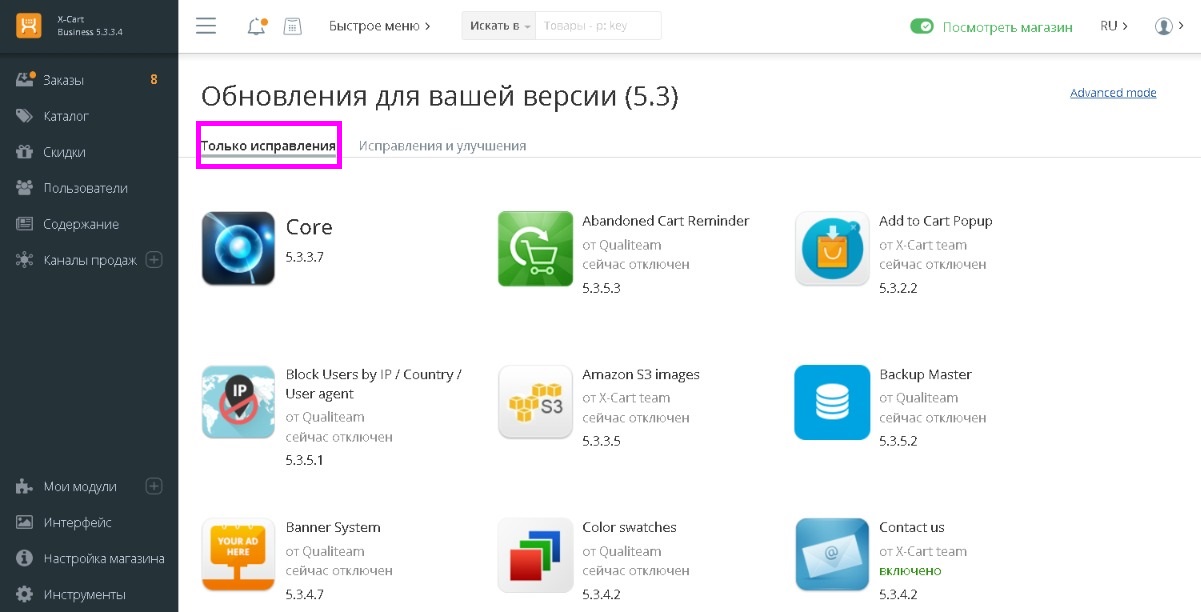 X-Cart
Business 5.3.3.4
Быстрое меню
Искать в
Товары - p: key
Посмотреть магазин
RU
Заказы
8
Каталог
Скидки
Пользователи
Содержание
Каналы продаж
Мои модули
Интерфейс
Настройка магазина
Инструменты
Обновления для вашей версии (5.3)
Advanced mode
Только исправления
Исправления и улучшения
Core
5.3.3.7
Abandoned Cart Reminder
от Qualiteam
сейчас отключен
5.3.5.3
Add to Cart Popup
от X-Cart team
сейчас отключен
5.3.2.2
IP
Block Users by IP / Country /
User agent
от Qualiteam
сейчас отключен
5.3.5.1
S3
Amazon S3 images
от X-Cart team
сейчас отключен
5.3.3.5
Backup Master
от Qualiteam
сейчас отключен
5.3.5.2
YOUR AD
HERE
Banner System
от Qualiteam
сейчас отключен
5.3.4.7
Color swatches
от Qualiteam
сейчас отключен
5.3.4.2
@
Contact us
от X-Cart team
включено
5.3.4.2